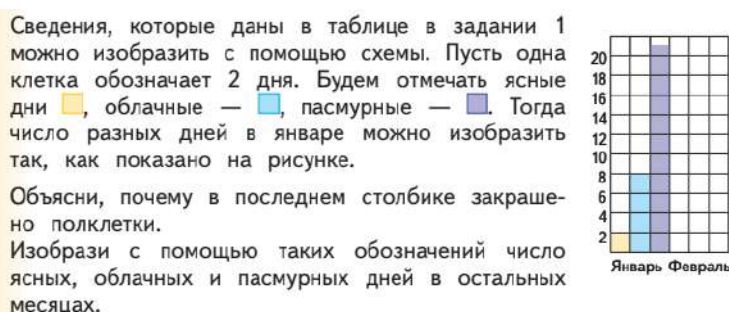 Сведения, которые даны в таблице в задании 1
можно изобразить с помощью схемы. Пусть одна
клетка обозначает 2 дня. Будем отмечать ясные
дни , облачные — , пасмурные — . Тогда
число разных дней в январе можно изобразить
так, как показано на рисунке.
Объясни, почему в последнем столбике закраше-
но полклетки.
Изобрази с помощью таких обозначений число
ясных, облачных и пасмурных дней в остальных
месяцах.
20
18
16
14
12
10
8
6
4
2
Январь Февраль